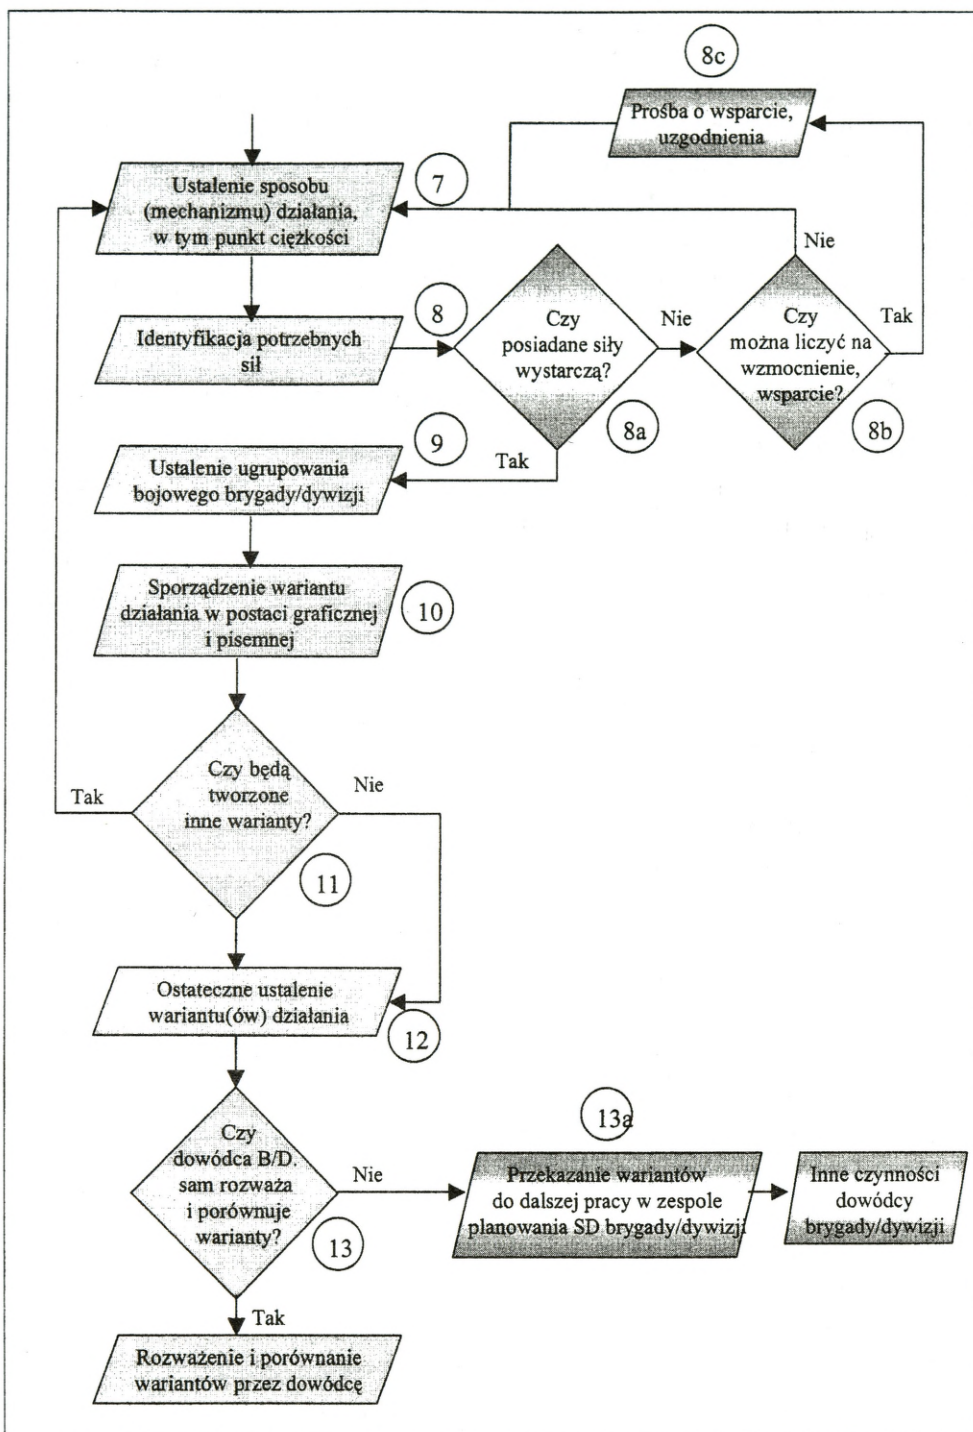 8c
Prośba o wsparcie,
uzgodnienia
7
Ustalenie sposobu
(mechanizmu) działania,
w tym punkt ciężkości
Nie
8
Identyfikacja potrzebnych
sił
Czy
posiadane siły
wystarczą?
Nie
Czy
można liczyć na
wzmocnienie,
wsparcie?
Tak
8a
8b
9
Tak
Ustalenie ugrupowania
bojowego brygady/dywizji
Sporządzenie wariantu
działania w postaci graficznej
i pisemnej
10
Czy będą
tworzone
inne warianty?
Tak
Nie
11
Ostateczne ustalenie
wariantu(ów) działania
12
Czy
dowódca B/D.
sam rozważa
i porównuje
warianty?
Nie
13
13a
Przekazanie wariantów
do dalszej pracy w zespole
planowania SD brygady/dywizji
Inne czynności
dowódcy
brygady/dywizji
Tak
Rozważenie i porównanie
wariantów przez dowódcę